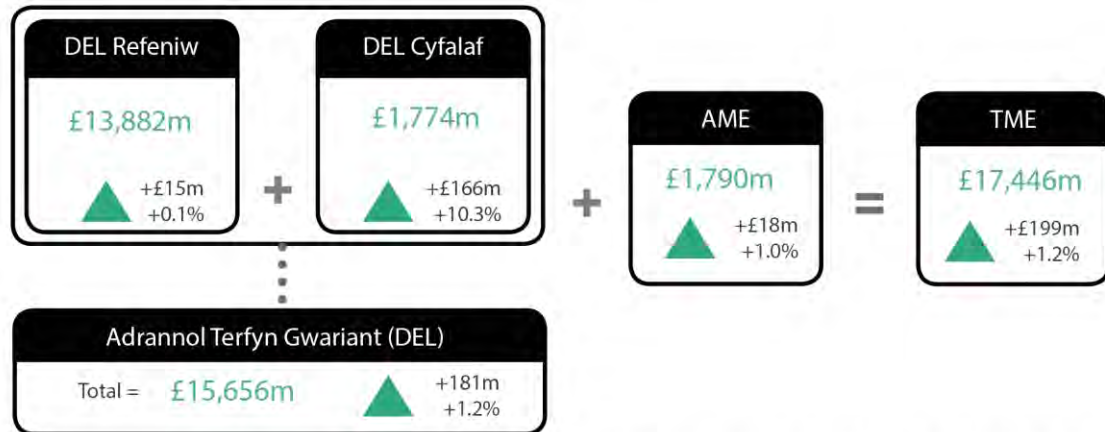 DEL Refeniw
£13,882m
+£15m
+0.1%
+
DEL Cyfalaf
£1,774m
+£166m
+10.3%
+
AME
£1,790m
+£18m
+1.0%
=
TME
£17,446m
+£199m
+1.2%
Adrannol Terfyn Gwariant (DEL)
Total = £15,656m
+181m
+1.2%